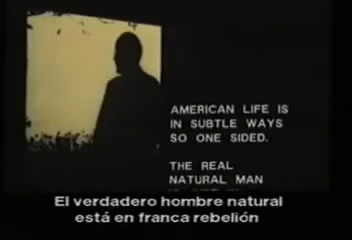 AMERICAN LIFE IS
IN SUBTLE WAYS
SO ONE SIDED.
THE REAL
NATURAL MAN
El verdadero hombre natural
está en franca rebelión